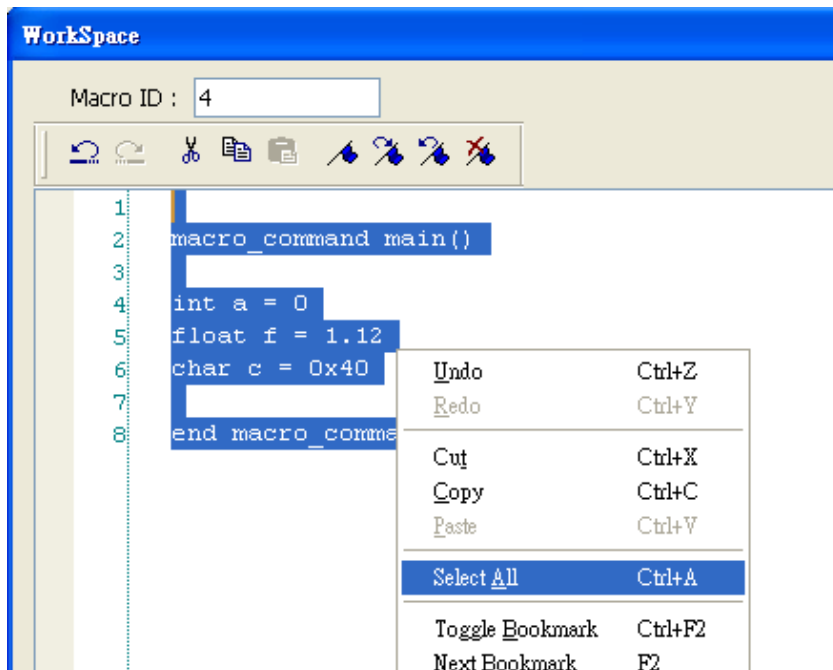 WorkSpace
Macro ID : 4
1
2 macro_command main()
3
4 int a = 0
5 float f = 1.12
6 char c = 0x40
7
8 end macro_comma
Undo Ctrl+Z
Redo Ctrl+Y
Cut Ctrl+X
Copy Ctrl+C
Paste Ctrl+V
Select All Ctrl+A
Toggle Bookmark Ctrl+F2
Next Bookmark F2